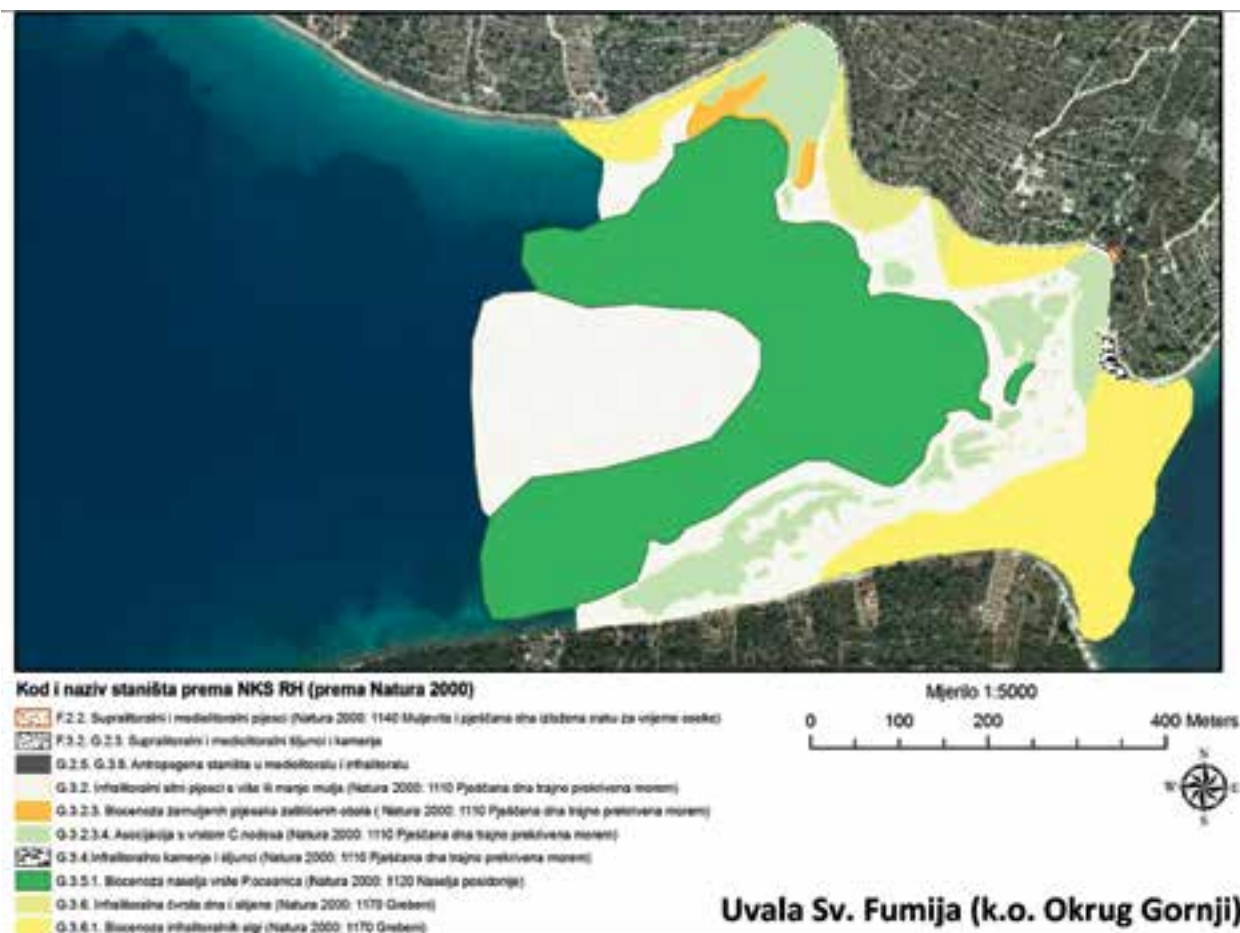 Kod i naziv staništa prema NKS RH (prema Natura 2000)
F.2.2. Supralitoralni i mediolitoralni pijesci (Natura 2000: 1140 Muljevita i pješčana dna izložena zraku za vrijeme oseke)
F.3.2. G.2.3. Supralitoralni i mediolitoralni šljunci i kamenje
G.2.5. G.3.8. Antropogena staništa u mediolitoralu i infralitoralu
G.3.2. Infralitoralni sitni pijesci s više ili manje mulja (Natura 2000: 1110 Pješčana dna trajno prekrivena morem)
G.3.2.3. Biocenoza zamuljenih pijesaka zaštićenih obala ( Natura 2000: 1110 Pješčana dna trajno prekrivena morem)
G.3.2.3.4. Asocijacija s vrstom C.nodosa (Natura 2000: 1110 Pješčana dna trajno prekrivena morem)
G.3.4.Infralitoralno kamenje i šljunci (Natura 2000: 1110 Pješčana dna trajno prekrivena morem)
G.3.5.1. Biocenoza naselja vrste P.oceanica (Natura 2000: 1120 Naselja posidonije)
G.3.6. Infralitoralna čvrsta dna i stijene (Natura 2000: 1170 Grebeni)
G.3.6.1. Biocenoza infralitoralnih algi (Natura 2000: 1170 Grebeni)
Mjerilo 1:5000
0 100 200 400 Meters
N
W E
S
Uvala Sv. Fumija (k.o. Okrug Gornji)